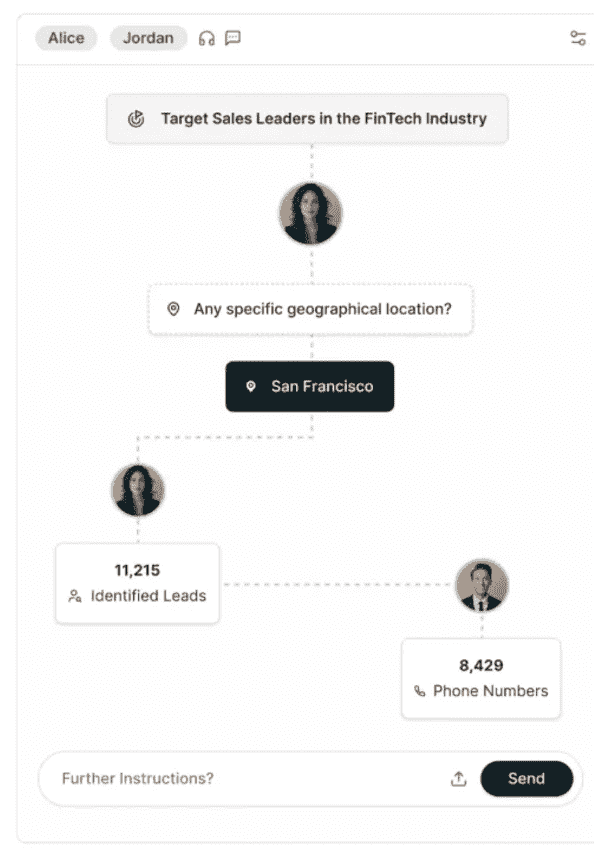 Alice Jordan
Target Sales Leaders in the FinTech Industry
Any specific geographical location?
San Francisco
11,215
Identified Leads
8,429
Phone Numbers
Further Instructions? Send